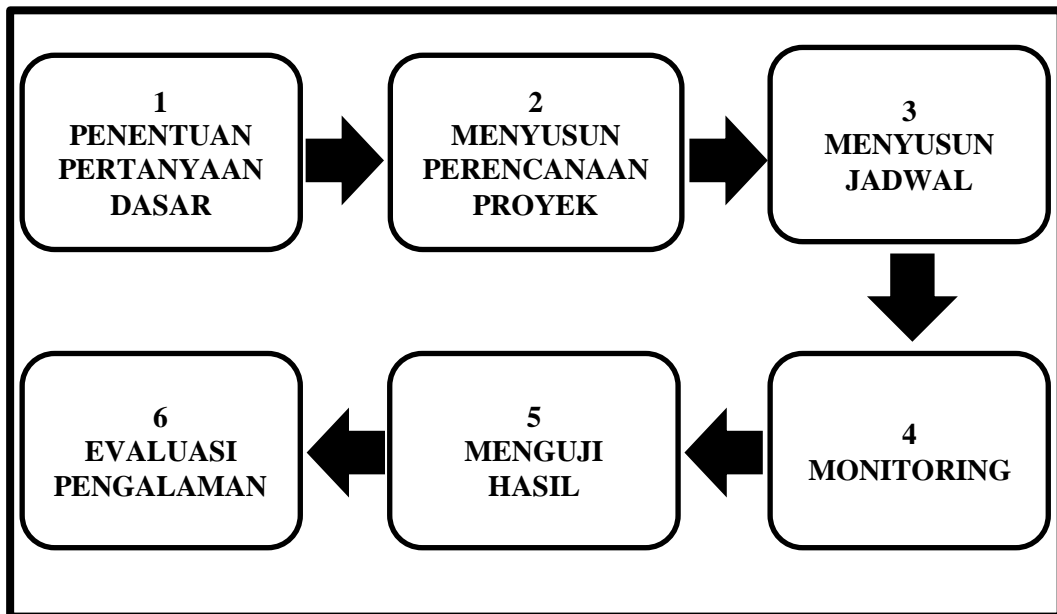 1
PENENTUAN
PERTANYAAN
DASAR
2
MENYUSUN
PERENCANAAN
PROYEK
3
MENYUSUN
JADWAL
4
MONITORING
5
MENGUJI
HASIL
6
EVALUASI
PENGALAMAN